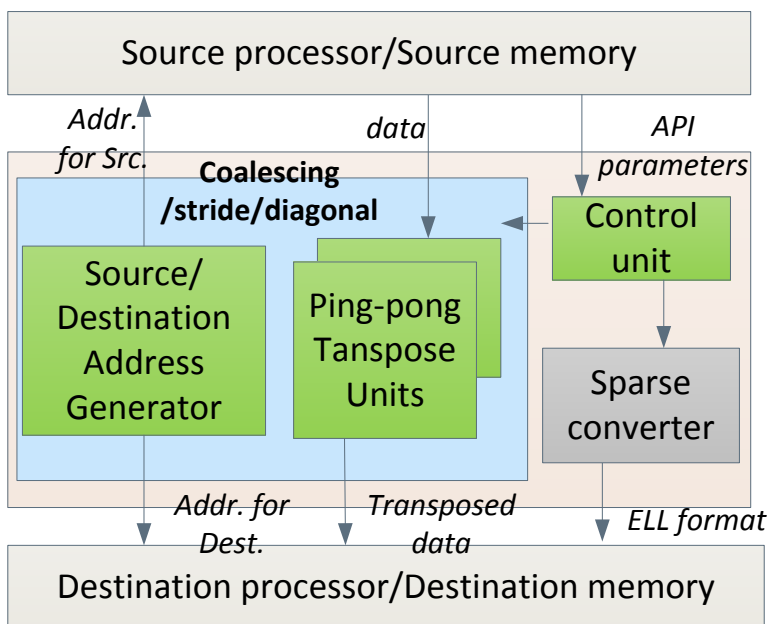 Source processor/Source memory
Addr.
for Src.
data
API
parameters
Coalescing
/stride/diagonal
Control
unit
Source/
Destination
Address
Generator
Ping-pong
Tanspose
Units
Sparse
converter
Addr. for
Dest.
Transposed
data
ELL format
Destination processor/Destination memory